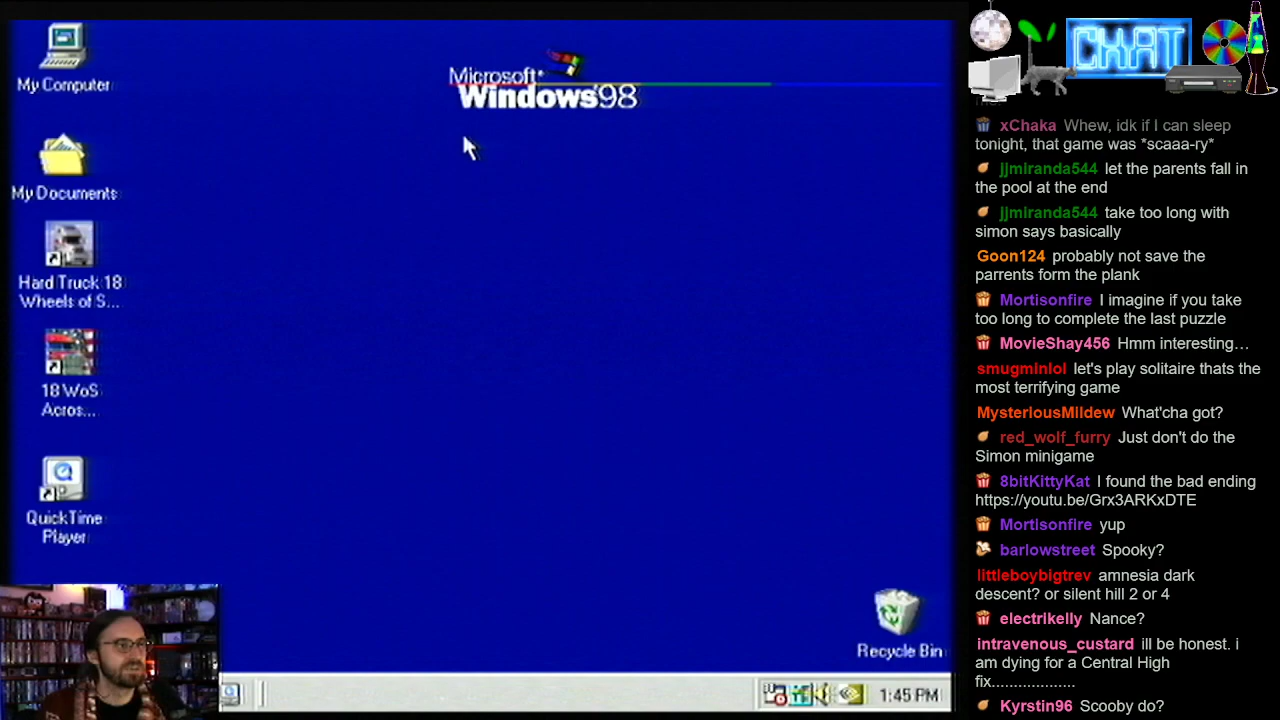 My Computer
Microsoft
Windows 98
My Documents
Hard Truck 18
Wheels of S...
18 WoS
Acros...
QuickTime
Player
Recycle Bin
1:45 PM
CHAT
xChaka Whew, idk if I can sleep
tonight, that game was *scaaa-ry*
jjmiranda544 let the parents fall in
the pool at the end
jjmiranda544 take too long with
simon says basically
Goon124 probably not save the
parrents form the plank
Mortisonfire I imagine if you take
too long to complete the last puzzle
MovieShay456 Hmm interesting...
smugminlol let's play solitaire thats the
most terrifying game
MysteriousMildew What'cha got?
red_wolf_furry Just don't do the
Simon minigame
8bitKittyKat I found the bad ending
https://youtu.be/Grx3ARKxDTE
Mortisonfire yup
barlowstreet Spooky?
littleboybigtrev amnesia dark
descent? or silent hill 2 or 4
electrikelly Nance?
intravenous_custard ill be honest. i
am dying for a Central High
fix...................
Kyrstin96 Scooby do?